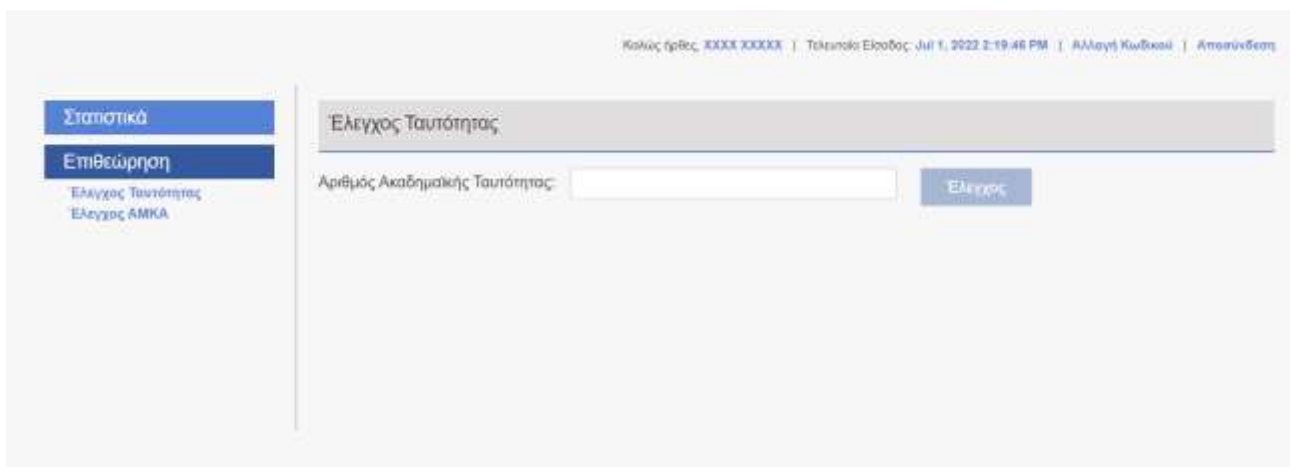 Καλώς ήρθες, XXXX XXXXX | Τελευταία Είσοδος: Jul 1, 2022 2:19:46 PM | Αλλαγή Κωδικού | Αποσύνδεση
Στατιστικά
Επιθεώρηση
Έλεγχος Ταυτότητας
Έλεγχος ΑΜΚΑ
Έλεγχος Ταυτότητας
Αριθμός Ακαδημαϊκής Ταυτότητας:
Έλεγχος